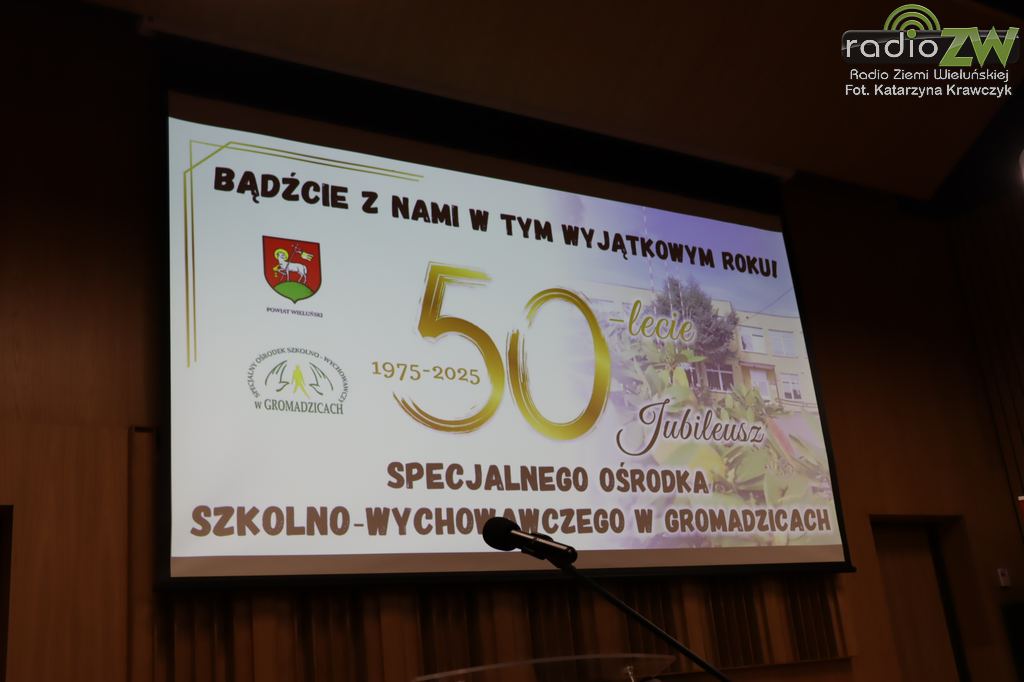 radioZW
Radio Ziemi Wieluńskiej
Fot. Katarzyna Krawczyk
BĄDŹCIE Z NAMI W TYM WYJĄTKOWYM ROKU!
POWIAT WIELUŃSKI
50-lecie
1975-2025
SPECJALNY OŚRODEK SZKOLNO-WYCHOWAWCZY
W GROMADZICACH
Jubileusz
SPECJALNEGO OŚRODKA
SZKOLNO-WYCHOWAWCZEGO W GROMADZICACH